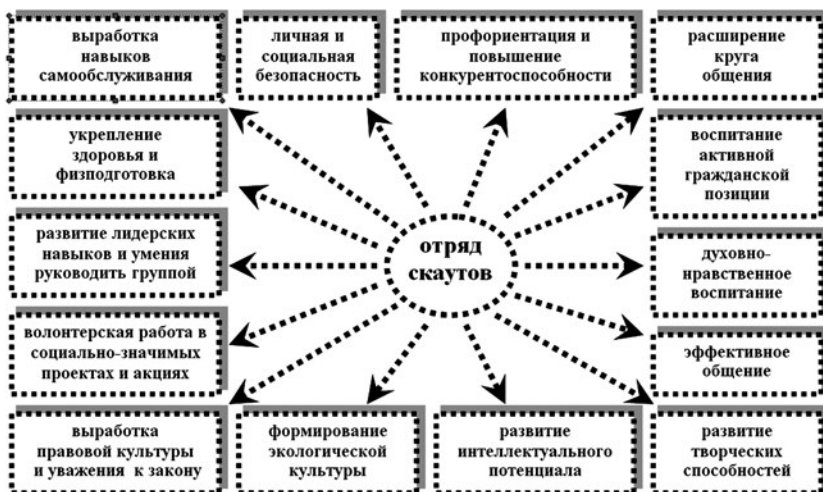 выработка
навыков
самообслуживания
личная и
социальная
безопасность
профориентация и
повышение
конкурентоспособности
расширение
круга
общения
укрепление
здоровья и
физподготовка
воспитание
активной
гражданской
позиции
развитие лидерских
навыков и умения
руководить группой
отряд
скаутов
духовно-
нравственное
воспитание
волонтерская работа в
социально-значимых
проектах и акциях
эффективное
общение
выработка
правовой культуры
и уважения к закону
формирование
экологической
культуры
развитие
интеллектуального
потенциала
развитие
творческих
способностей